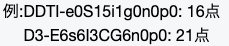 例:DDTI-e0S15i1g0n0p0: 16点
D3-E6s6I3CG6n0p0: 21点